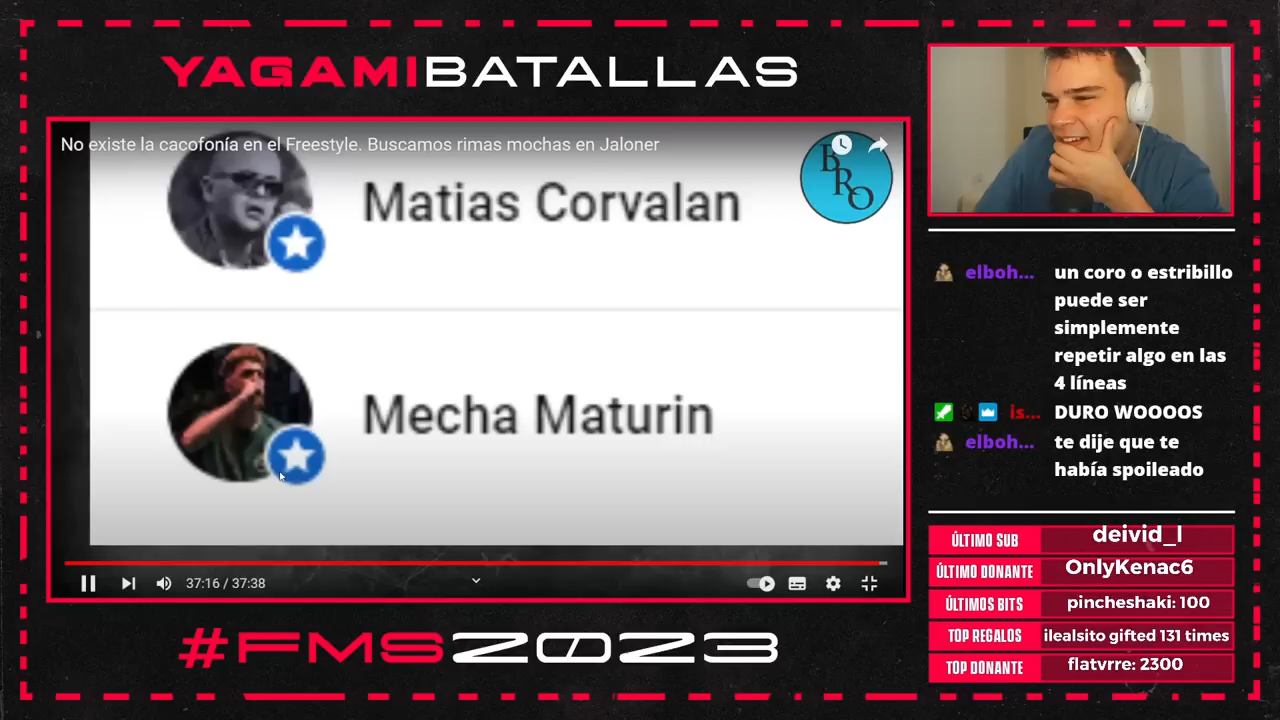 YAGAMIBATALLAS
No existe la cacofonía en el Freestyle. Buscamos rimas mochas en Jaloner
BRO
Matias Corvalan
Mecha Maturin
37:16 / 37:38
#FMS2023
elboh... un coro o estribillo
puede ser
simplemente
repetir algo en las
4 líneas
is... DURO WOOOOS
elboh... te dije que te
había spoileado
ÚLTIMO SUB deivid_l
ÚLTIMO DONANTE OnlyKenac6
ÚLTIMOS BITS pincheshaki: 100
TOP REGALOS ilealsito gifted 131 times
TOP DONANTE flatvrre: 2300